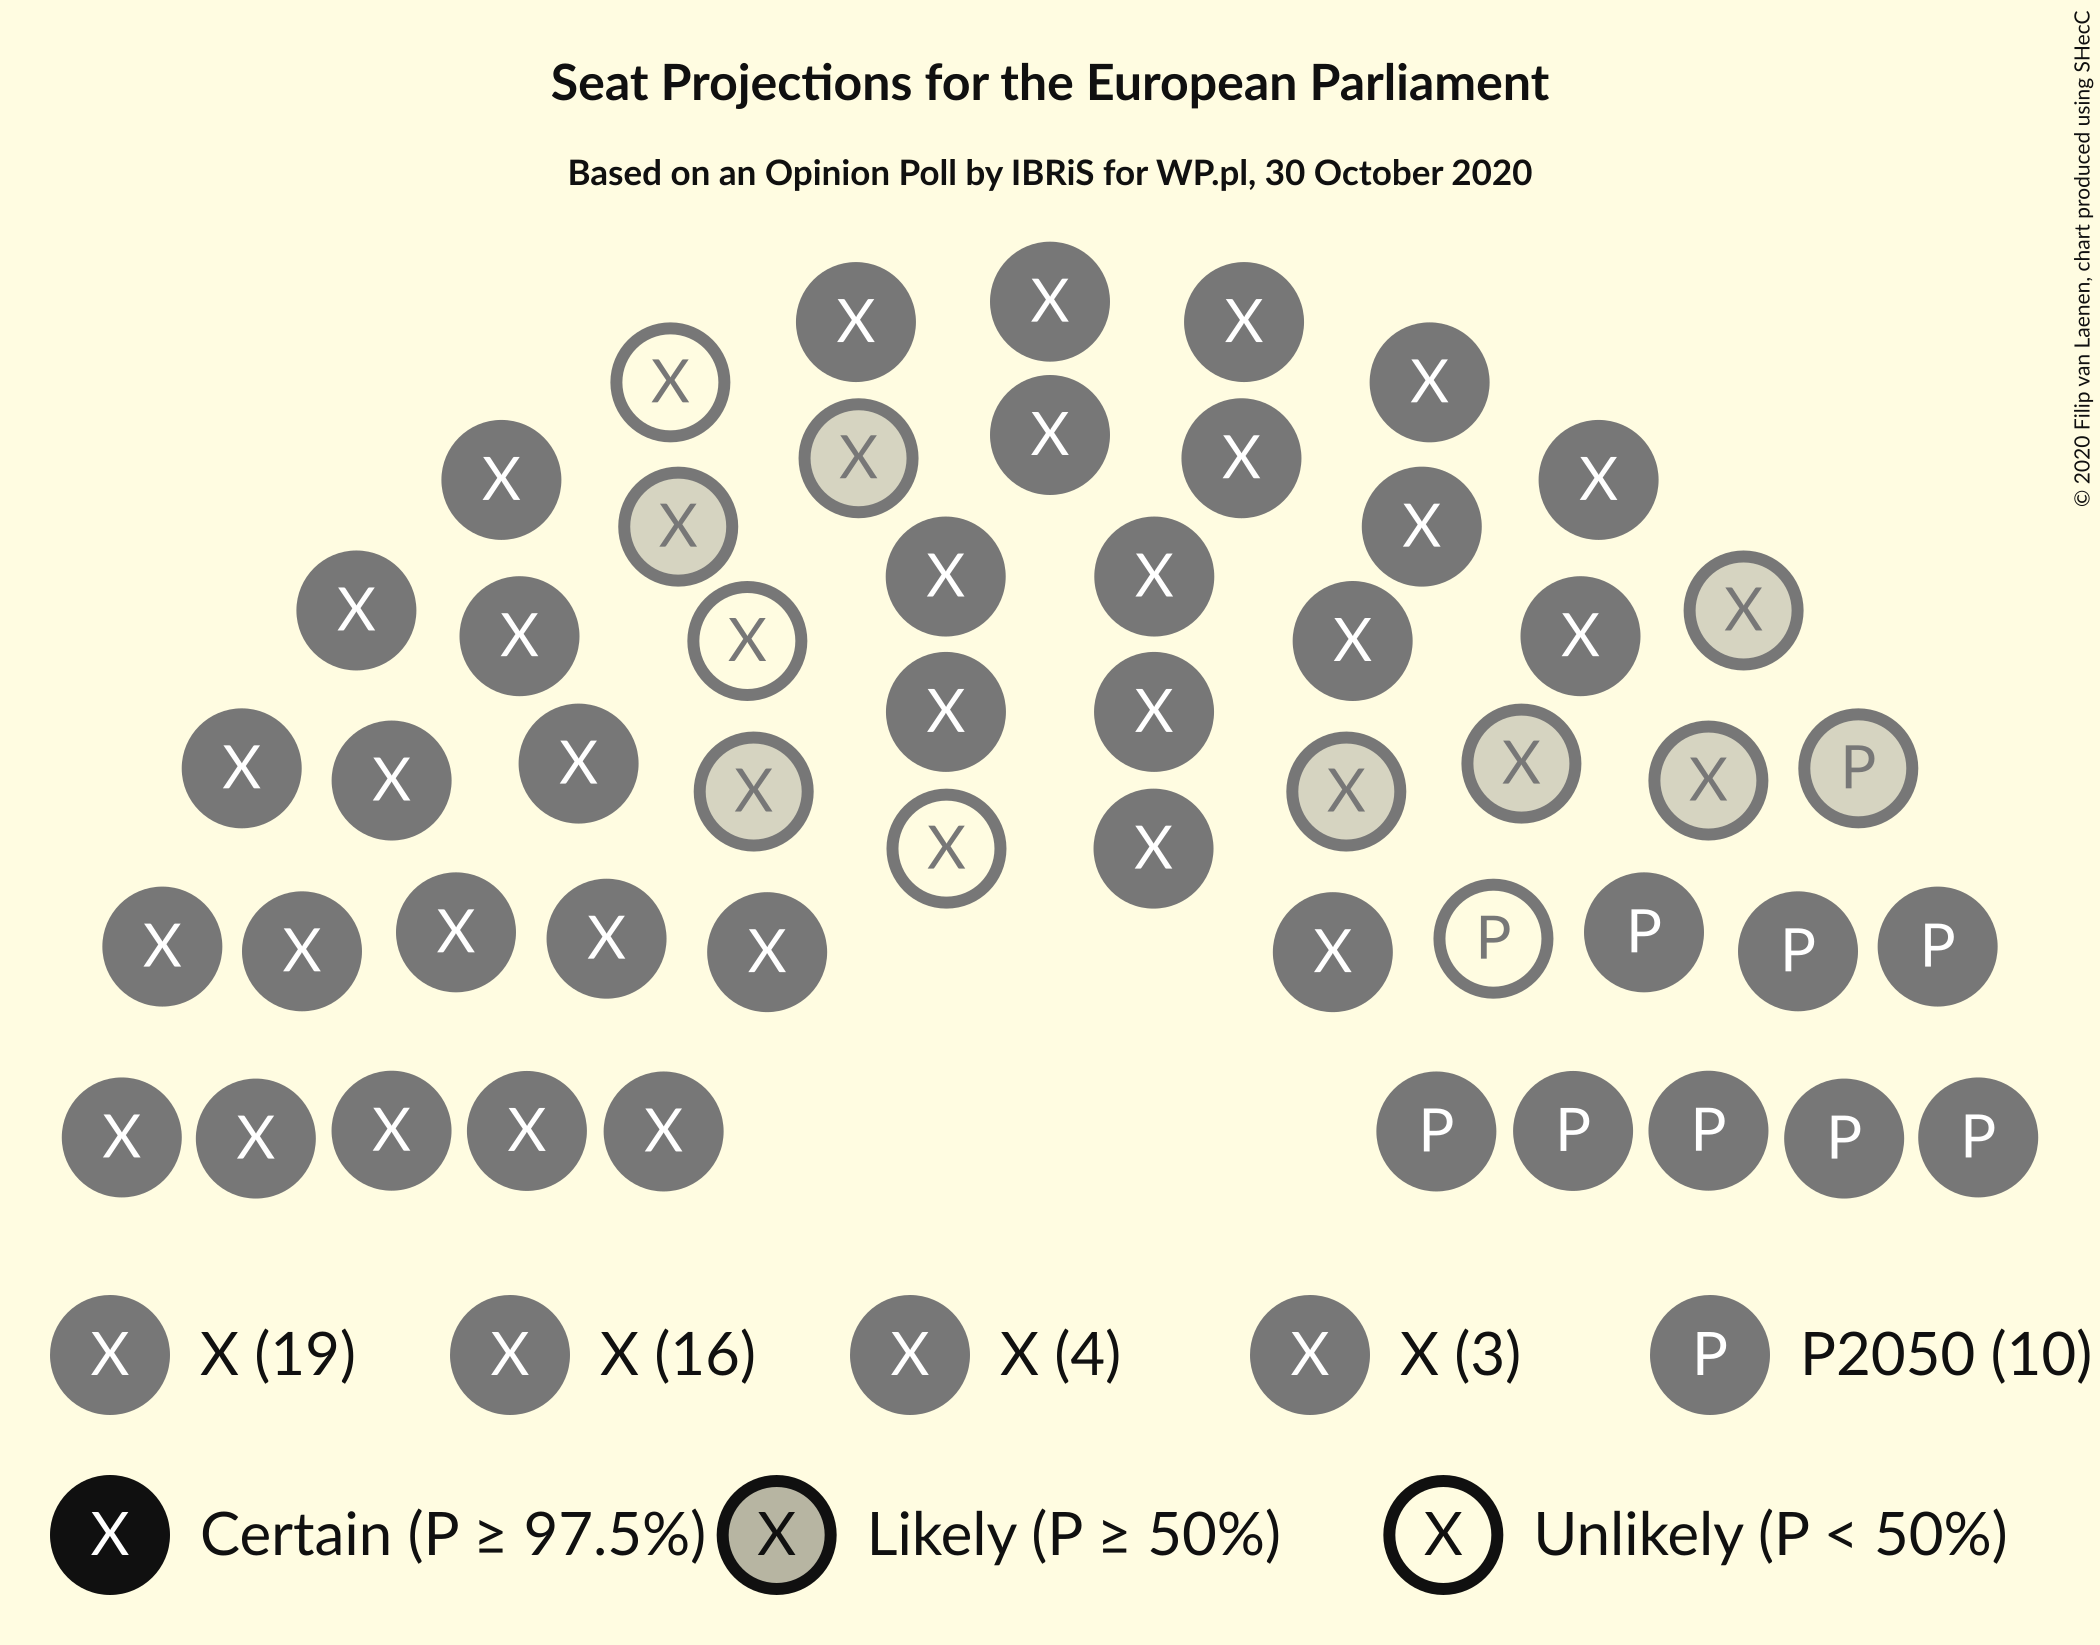 Seat Projections for the European Parliament
Based on an Opinion Poll by IBRiS for WP.pl, 30 October 2020
© 2020 Filip van Laenen, chart produced using SHecC
X
X X
X X
X
X X
X X
X X
X X
X X
X X
X X
X X
X X
X X
X X
X X
X X X P
X X
X X
X X P P
X X
X X X X P P P P
X X X X X P P P P P
X X (19) X X (16) X X (4) X X (3) P P2050 (10)
X Certain (P ≥ 97.5%) X Likely (P ≥ 50%) X Unlikely (P < 50%)